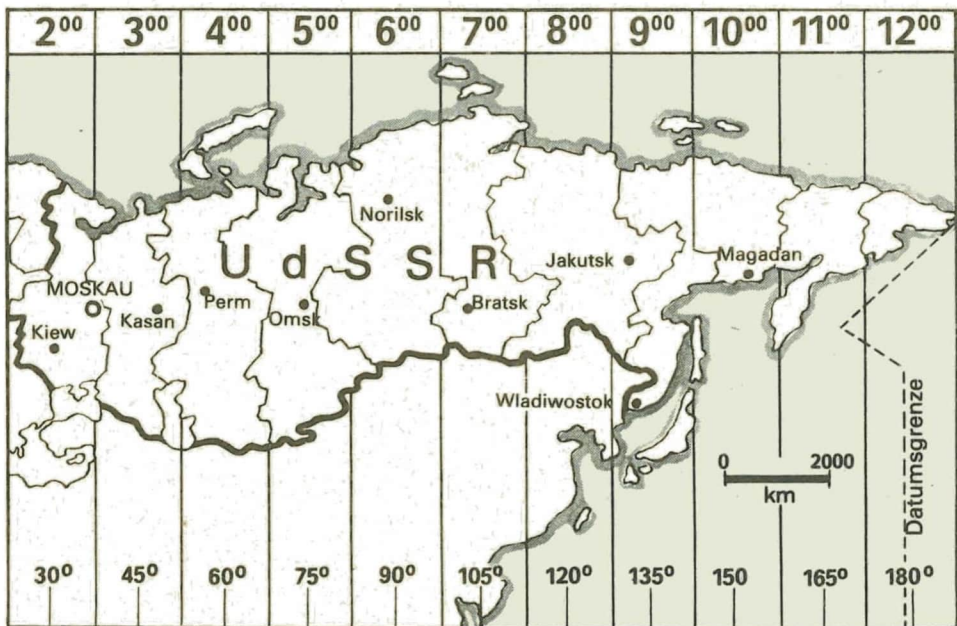 2⁰⁰ 3⁰⁰ 4⁰⁰ 5⁰⁰ 6⁰⁰ 7⁰⁰ 8⁰⁰ 9⁰⁰ 10⁰⁰ 11⁰⁰ 12⁰⁰
Norilsk
UdSSR
Jakutsk
Magadan
MOSKAU
Kiew
Kasan
Perm
Omsk
Bratsk
Wladiwostok
0 2000
km
Datumsgrenze
30⁰ 45⁰ 60⁰ 75⁰ 90⁰ 105⁰ 120⁰ 135⁰ 150 165⁰ 180⁰